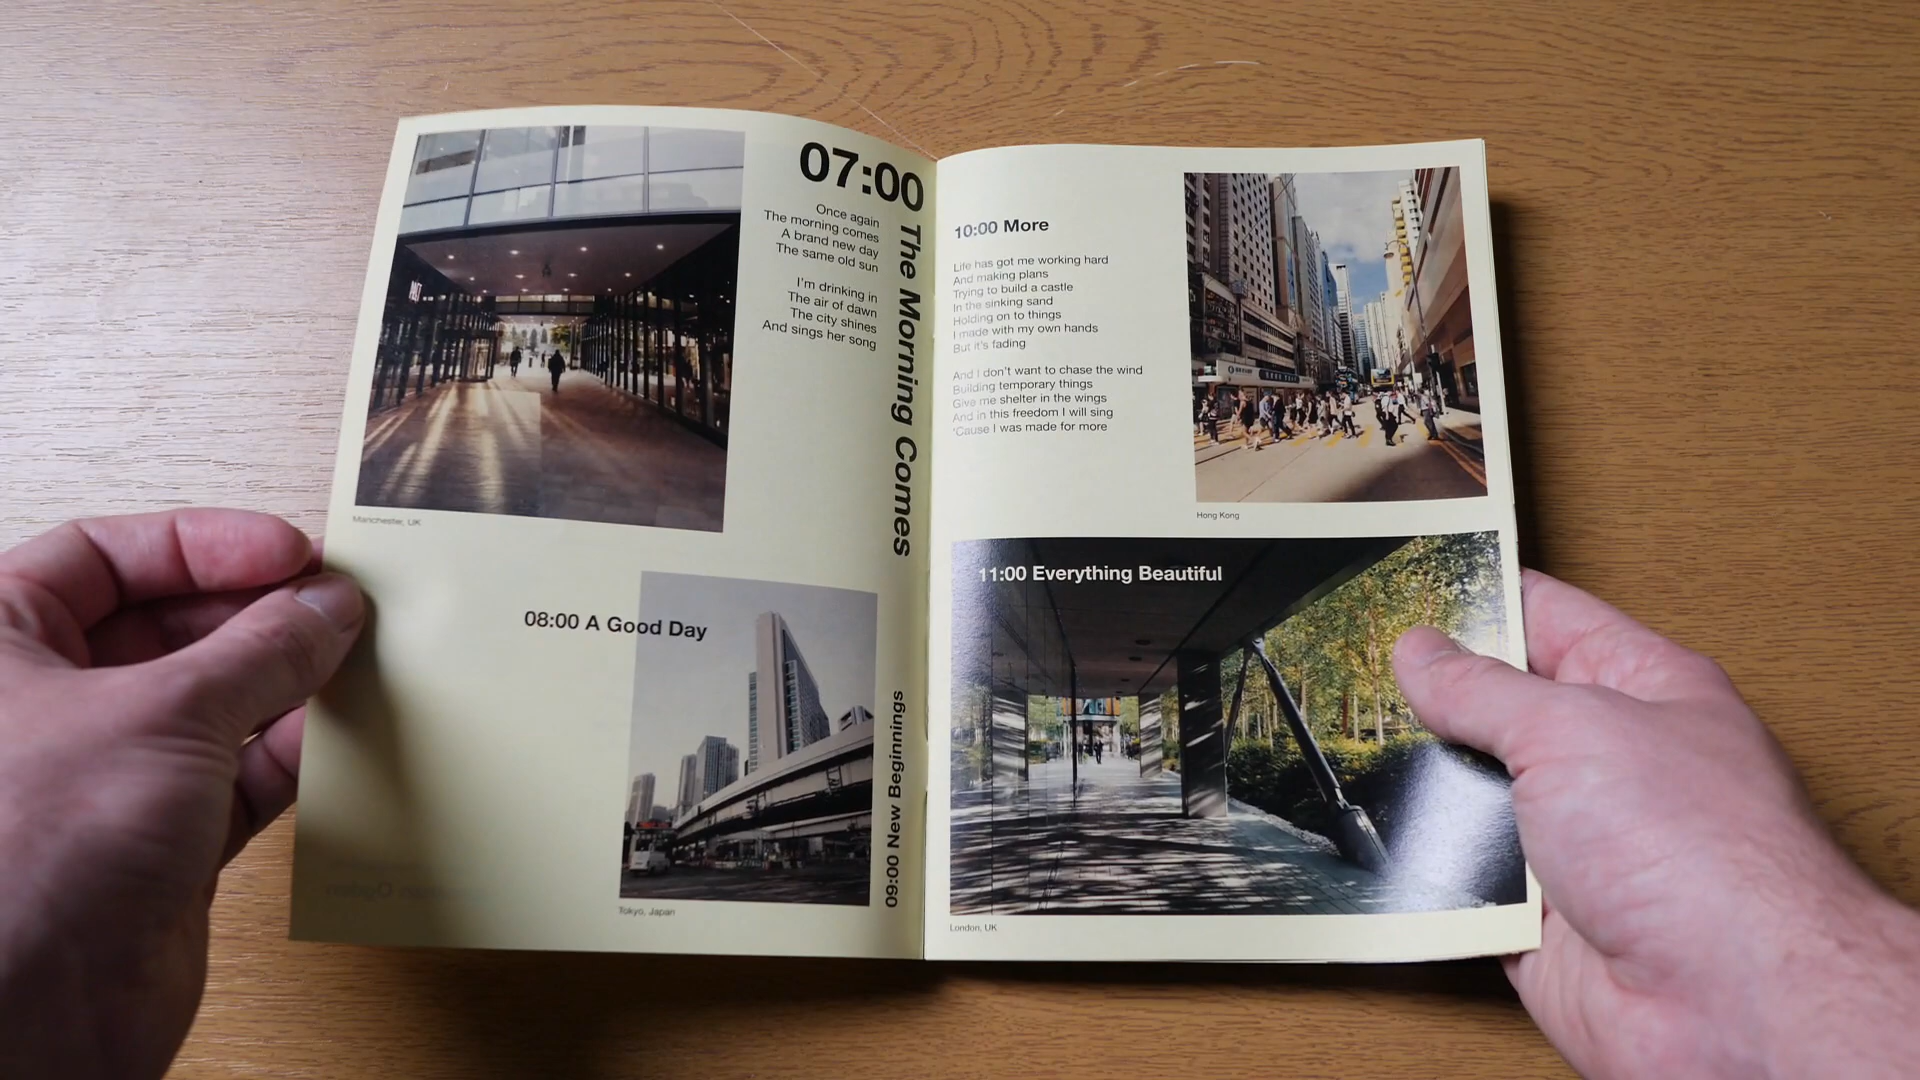 07:00
The Morning Comes
Once again
The morning comes
A brand new day
The same old sun
I'm drinking in
The air of dawn
The city shines
And sings her song
Manchester, UK
08:00 A Good Day
Tokyo, Japan
09:00 New Beginnings
10:00 More
Life has got me working hard
And making plans
Trying to build a castle
In the sinking sand
Holding on to things
I made with my own hands
But it's fading
And I don't want to chase the wind
Building temporary things
Give me shelter in the wings
And in this freedom I will sing
'Cause I was made for more
Hong Kong
11:00 Everything Beautiful
London, UK